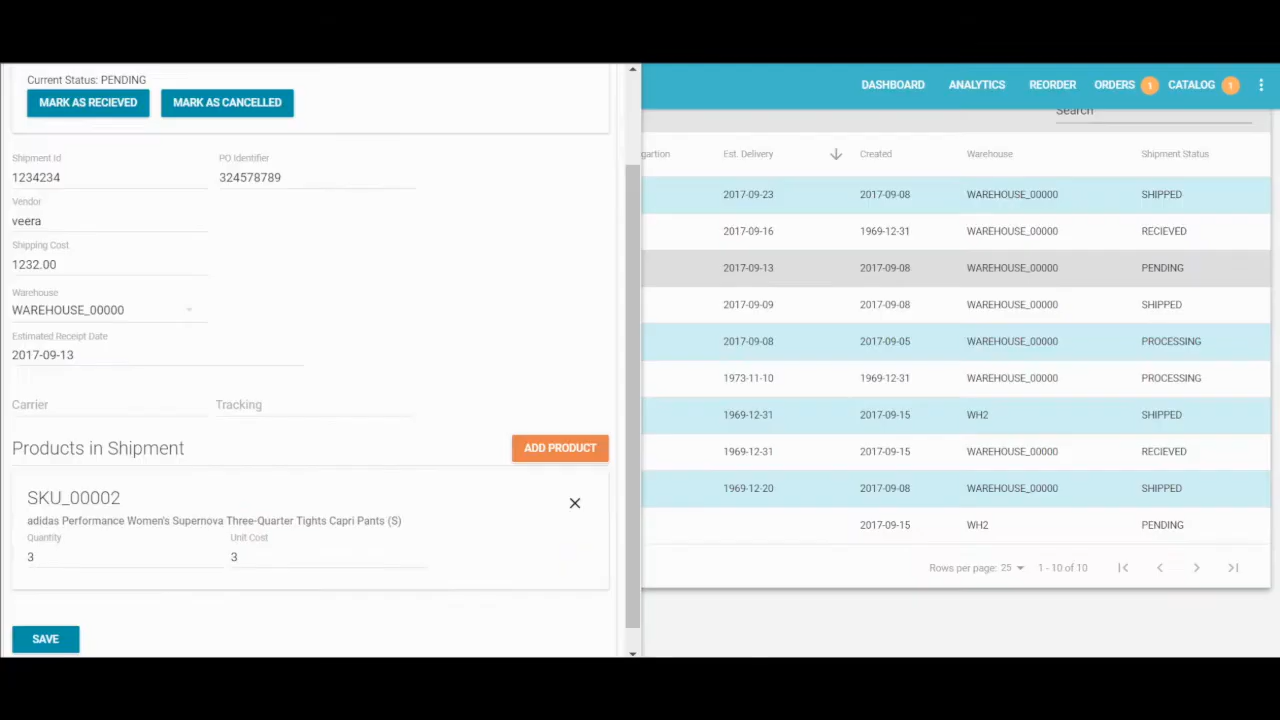 Current Status: PENDING
MARK AS RECIEVED
MARK AS CANCELLED
Shipment Id
PO Identifier
1234234
324578789
Vendor
veera
Shipping Cost
1232.00
Warehouse
WAREHOUSE_00000
Estimated Receipt Date
2017-09-13
Carrier
Tracking
Products in Shipment
ADD PRODUCT
SKU_00002
adidas Performance Women's Supernova Three-Quarter Tights Capri Pants (S)
Quantity
Unit Cost
3
3
SAVE
DASHBOARD ANALYTICS REORDER ORDERS 1 CATALOG 1
Search
gartion Est. Delivery Created Warehouse Shipment Status
2017-09-23 2017-09-08 WAREHOUSE_00000 SHIPPED
2017-09-16 1969-12-31 WAREHOUSE_00000 RECIEVED
2017-09-13 2017-09-08 WAREHOUSE_00000 PENDING
2017-09-09 2017-09-08 WAREHOUSE_00000 SHIPPED
2017-09-08 2017-09-05 WAREHOUSE_00000 PROCESSING
1973-11-10 1969-12-31 WAREHOUSE_00000 PROCESSING
1969-12-31 2017-09-15 WH2 SHIPPED
1969-12-31 2017-09-15 WAREHOUSE_00000 RECIEVED
1969-12-20 2017-09-08 WAREHOUSE_00000 SHIPPED
2017-09-15 WH2 PENDING
Rows per page: 25 1 - 10 of 10